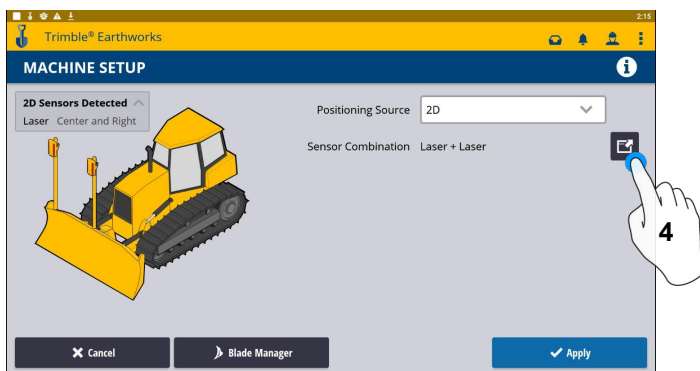 2:15
Trimble® Earthworks
MACHINE SETUP
2D Sensors Detected
Laser Center and Right
Positioning Source 2D
Sensor Combination Laser + Laser
4
Cancel Blade Manager Apply